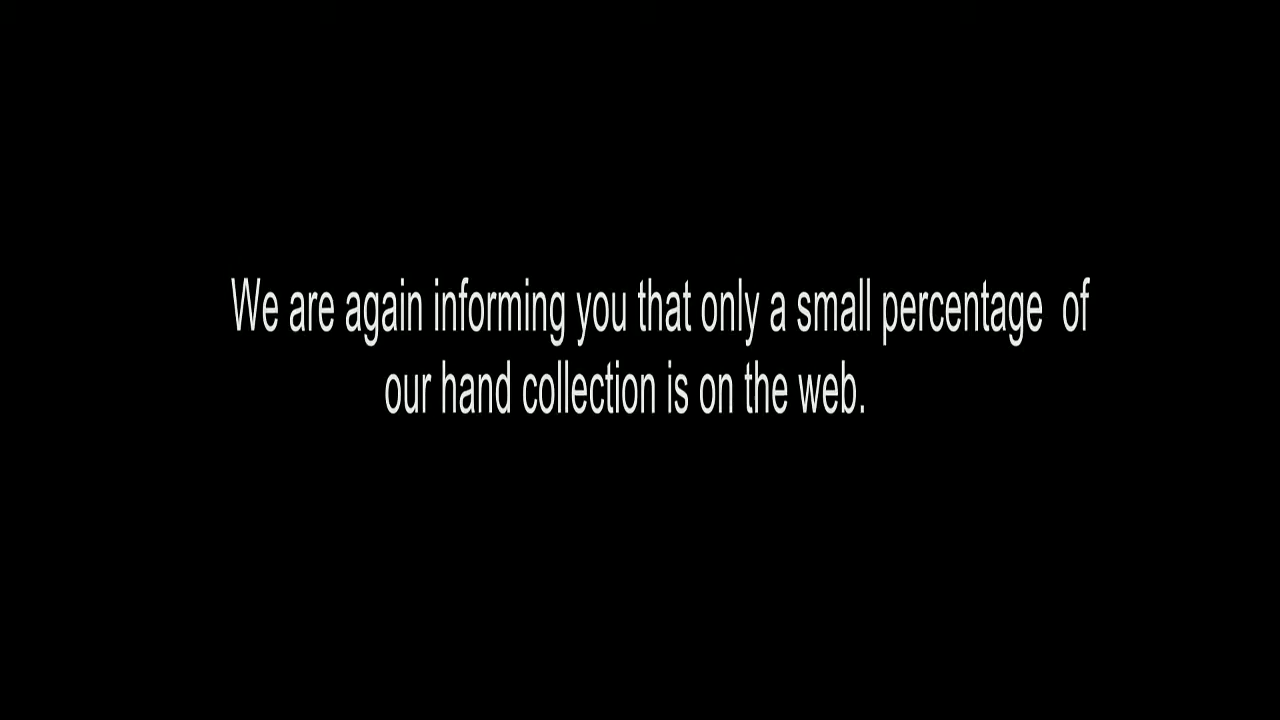 We are again informing you that only a small percentage  of
our hand collection is on the web.